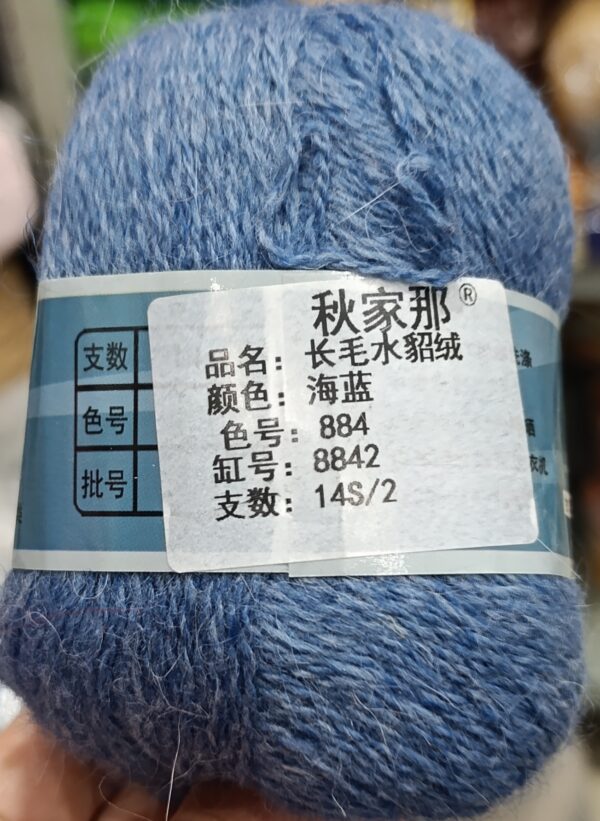 秋家那®
品名: 长毛水貂绒
颜色: 海蓝
色号: 884
缸号: 8842
支数: 14S/2
支数
色号
批号